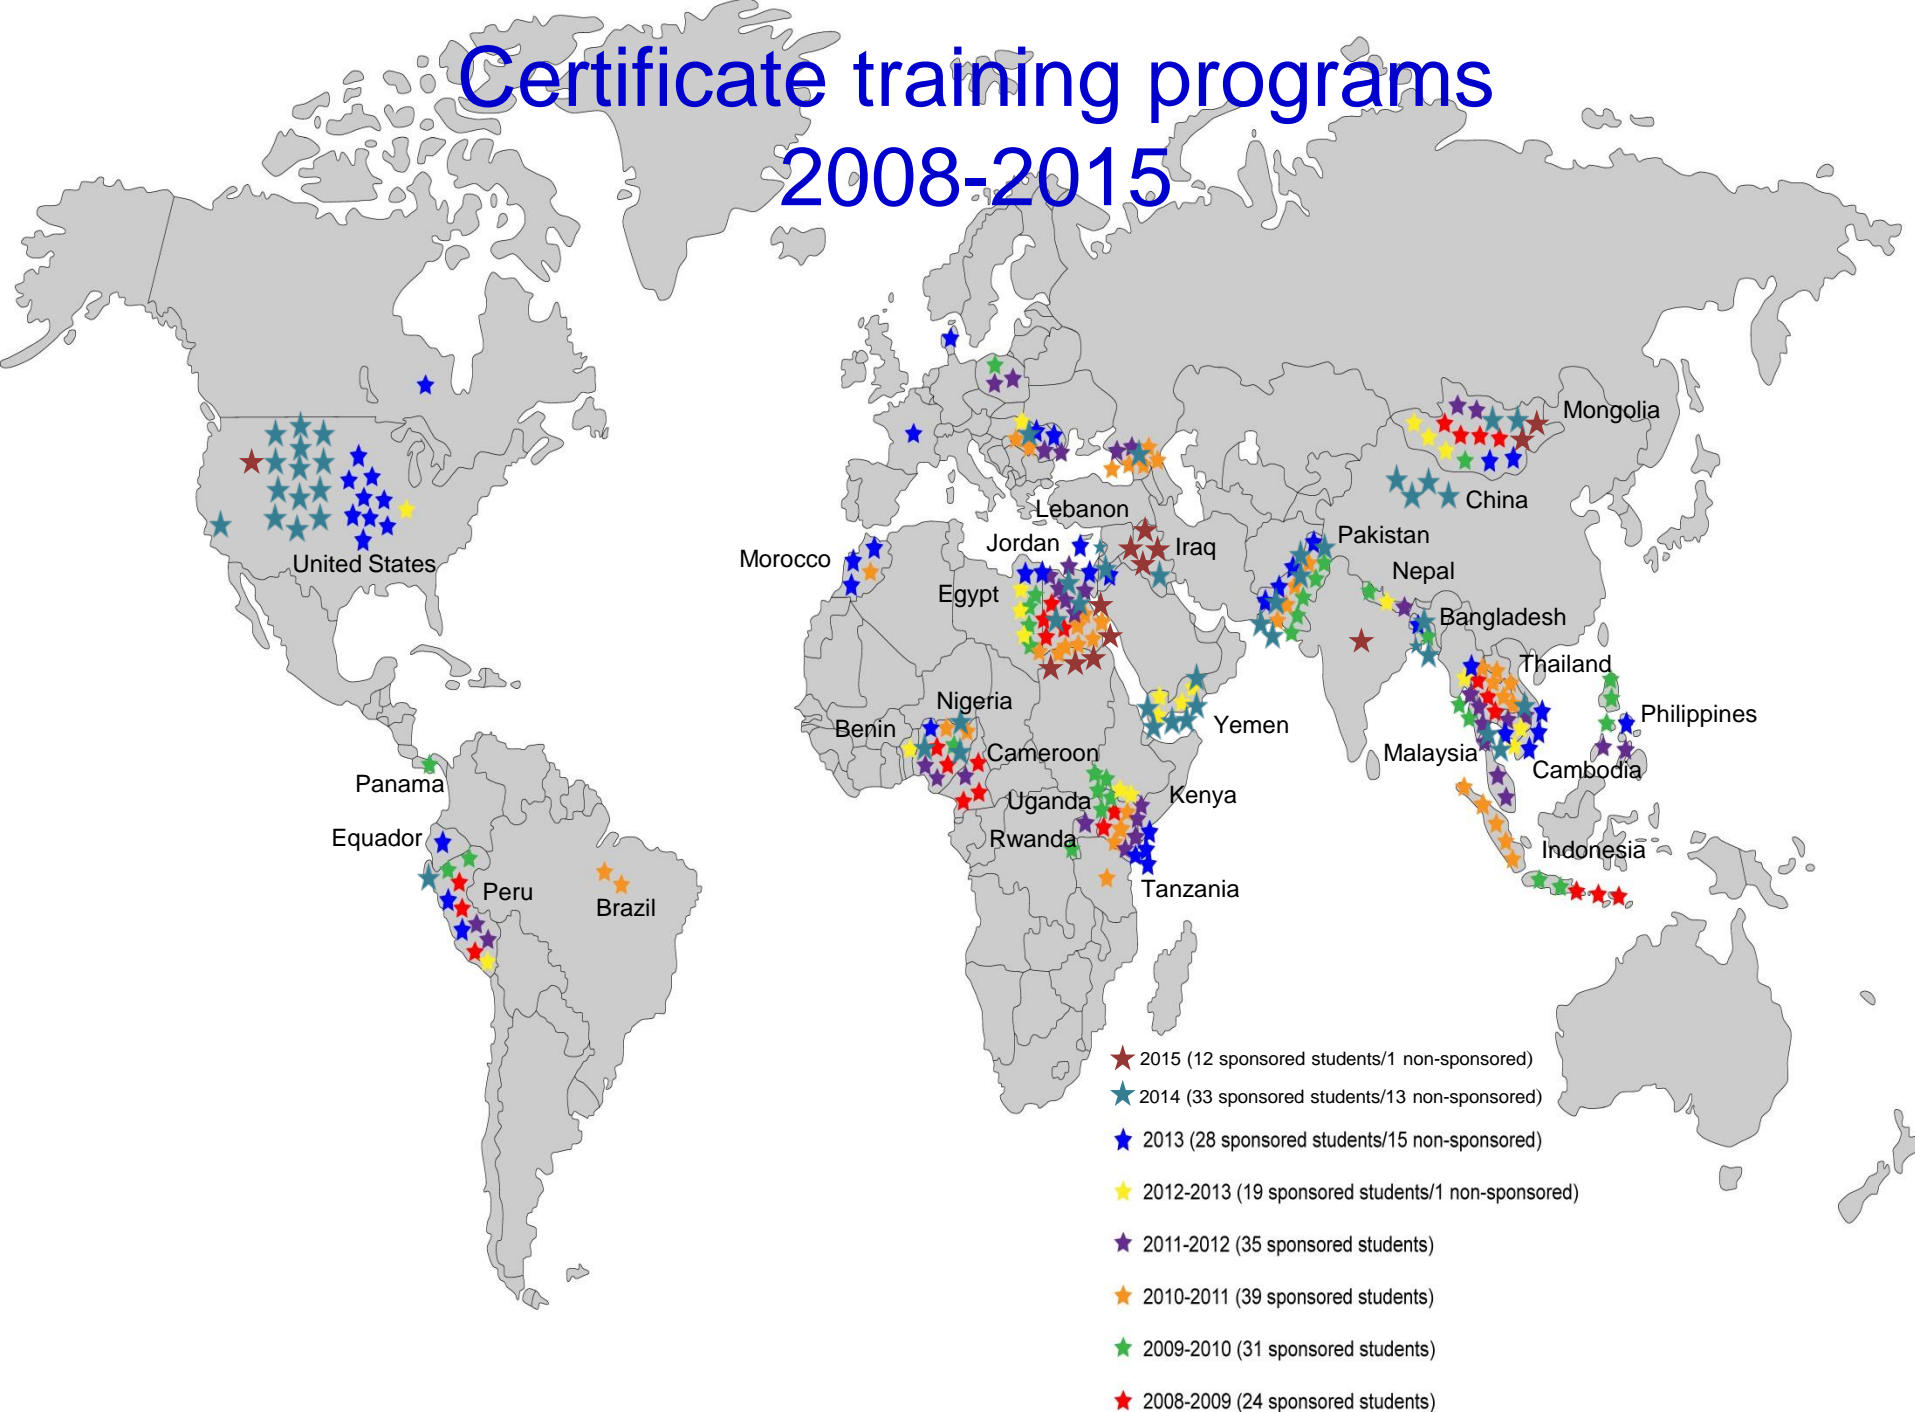 Certificate training programs
2008-2015
Mongolia
China
Lebanon
Pakistan
Jordan
Iraq
Morocco
United States
Nepal
Egypt
Bangladesh
Thailand
Nigeria
Philippines
Benin
Yemen
Malaysia
Cameroon
Cambodia
Panama
Kenya
Uganda
Equador
Rwanda
Indonesia
Peru
Tanzania
Brazil
2015 (12 sponsored students/1 non-sponsored)
2014 (33 sponsored students/13 non-sponsored)
2013 (28 sponsored students/15 non-sponsored)
2012-2013 (19 sponsored students/1 non-sponsored)
2011-2012 (35 sponsored students)
2010-2011 (39 sponsored students)
2009-2010 (31 sponsored students)
2008-2009 (24 sponsored students)